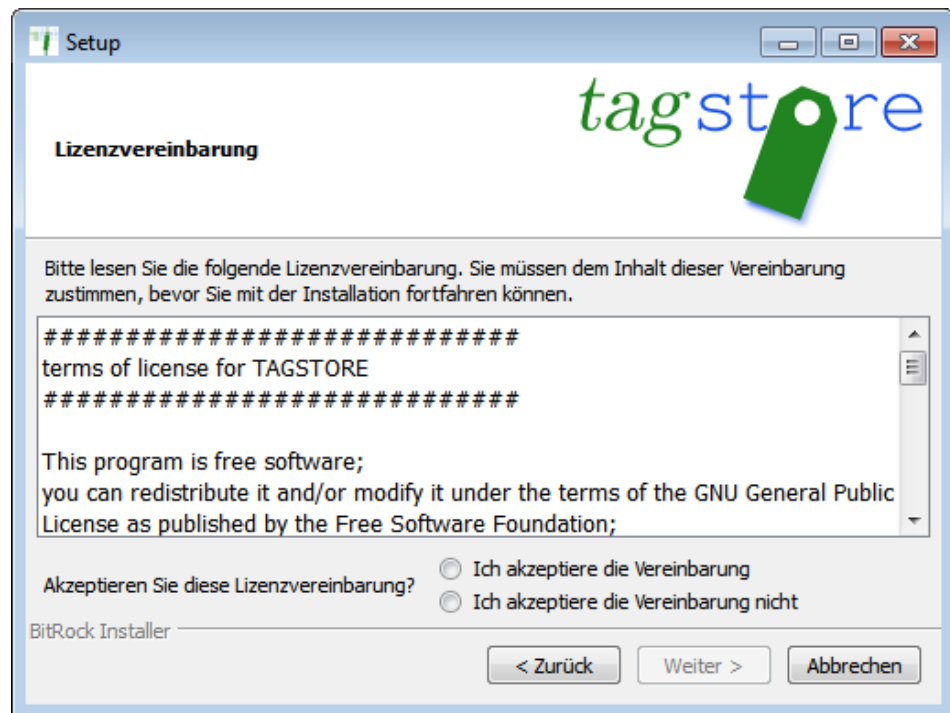 Setup
tagstore
Lizenzvereinbarung
Bitte lesen Sie die folgende Lizenzvereinbarung. Sie müssen dem Inhalt dieser Vereinbarung
zustimmen, bevor Sie mit der Installation fortfahren können.
##############################
terms of license for TAGSTORE
##############################
This program is free software;
you can redistribute it and/or modify it under the terms of the GNU General Public
License as published by the Free Software Foundation;
Akzeptieren Sie diese Lizenzvereinbarung?
Ich akzeptiere die Vereinbarung
Ich akzeptiere die Vereinbarung nicht
BitRock Installer
< Zurück
Weiter >
Abbrechen